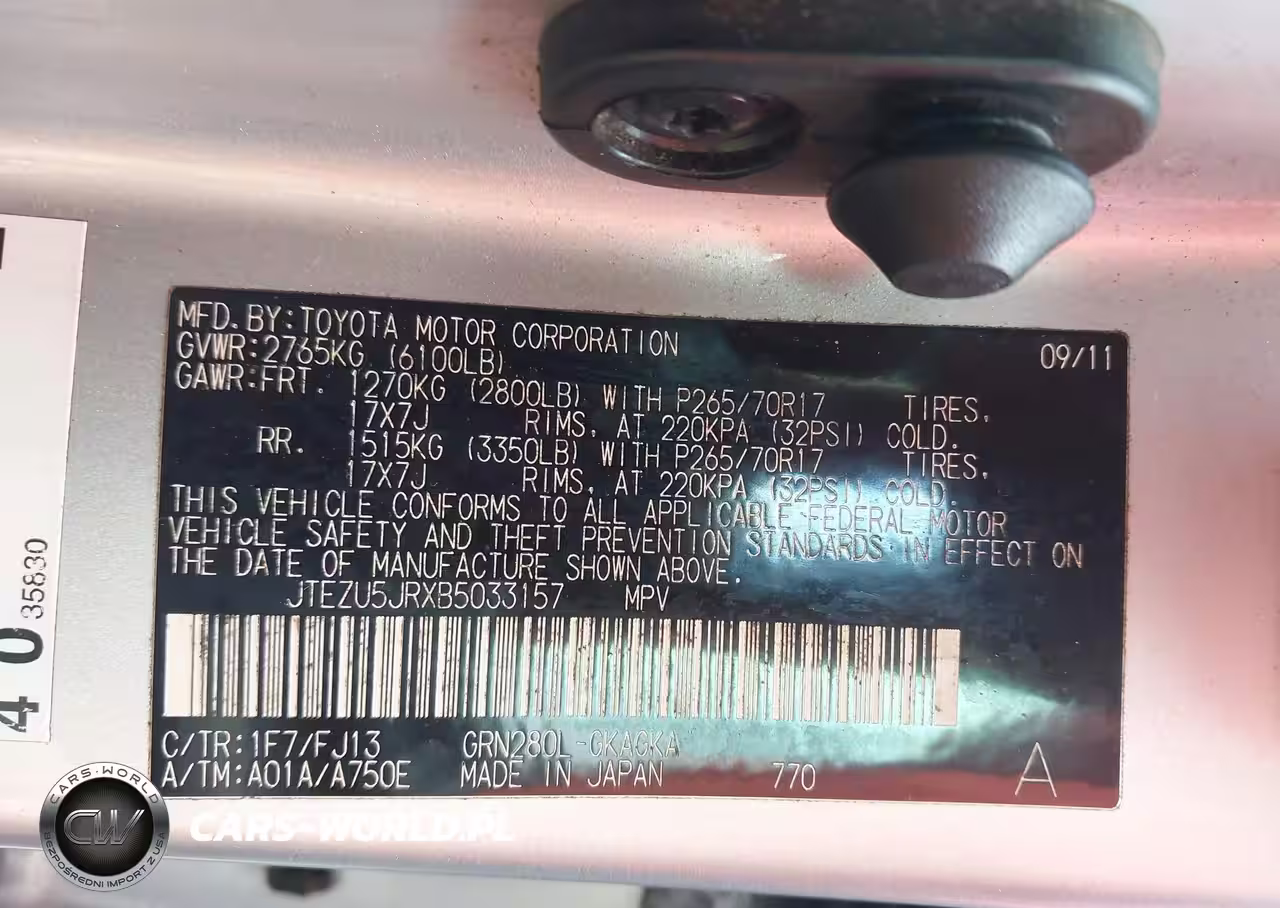 MFD.BY:TOYOTA MOTOR CORPORATION 09/11
GVWR:2765KG (6100LB)
GAWR:FRT. 1270KG (2800LB) WITH P265/70R17 TIRES,
17X7J RIMS, AT 220KPA (32PSI) COLD.
RR. 1515KG (3350LB) WITH P265/70R17 TIRES,
17X7J RIMS, AT 220KPA (32PSI) COLD.
THIS VEHICLE CONFORMS TO ALL APPLICABLE FEDERAL MOTOR
VEHICLE SAFETY AND THEFT PREVENTION STANDARDS IN EFFECT ON
THE DATE OF MANUFACTURE SHOWN ABOVE.
JTEZU5JRXB5033157 MPV
C/TR:1F7/FJ13 GRN280L-GKAGKA
A/TM:A01A/A750E MADE IN JAPAN 770 A
40
35830
CARS-WORLD
CW
BEZPOŚREDNI IMPORT Z USA
CARS-WORLD.PL